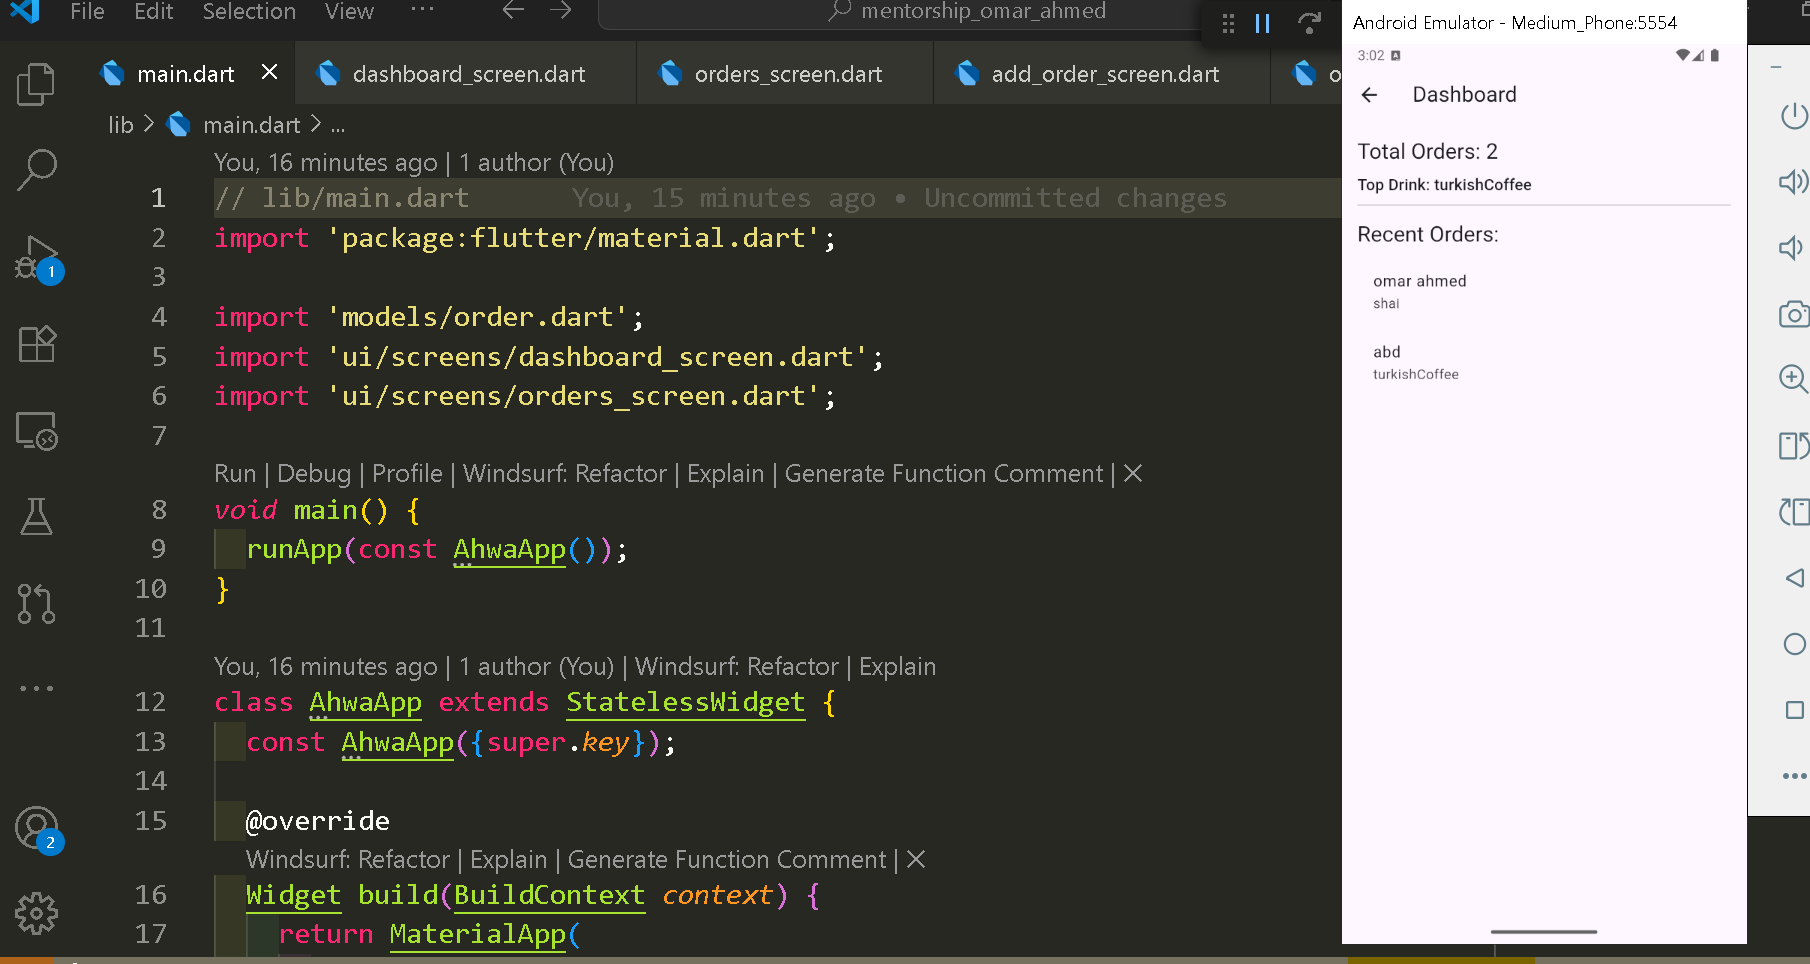 File Edit Selection View ... mentorship_omar_ahmed
main.dart dashboard_screen.dart orders_screen.dart add_order_screen.dart o
lib > main.dart > ...
You, 16 minutes ago | 1 author (You)
1 // lib/main.dart You, 15 minutes ago • Uncommitted changes
2 import 'package:flutter/material.dart';
3
4 import 'models/order.dart';
5 import 'ui/screens/dashboard_screen.dart';
6 import 'ui/screens/orders_screen.dart';
7
Run | Debug | Profile | Windsurf: Refactor | Explain | Generate Function Comment | X
8 void main() {
9 runApp(const AhwaApp());
10 }
11
You, 16 minutes ago | 1 author (You) | Windsurf: Refactor | Explain
12 class AhwaApp extends StatelessWidget {
13 const AhwaApp({super.key});
14
15 @override
Windsurf: Refactor | Explain | Generate Function Comment | X
16 Widget build(BuildContext context) {
17 return MaterialApp(
1
2
Android Emulator - Medium_Phone:5554
3:02
Dashboard
Total Orders: 2
Top Drink: turkishCoffee
Recent Orders:
omar ahmed
shai
abd
turkishCoffee